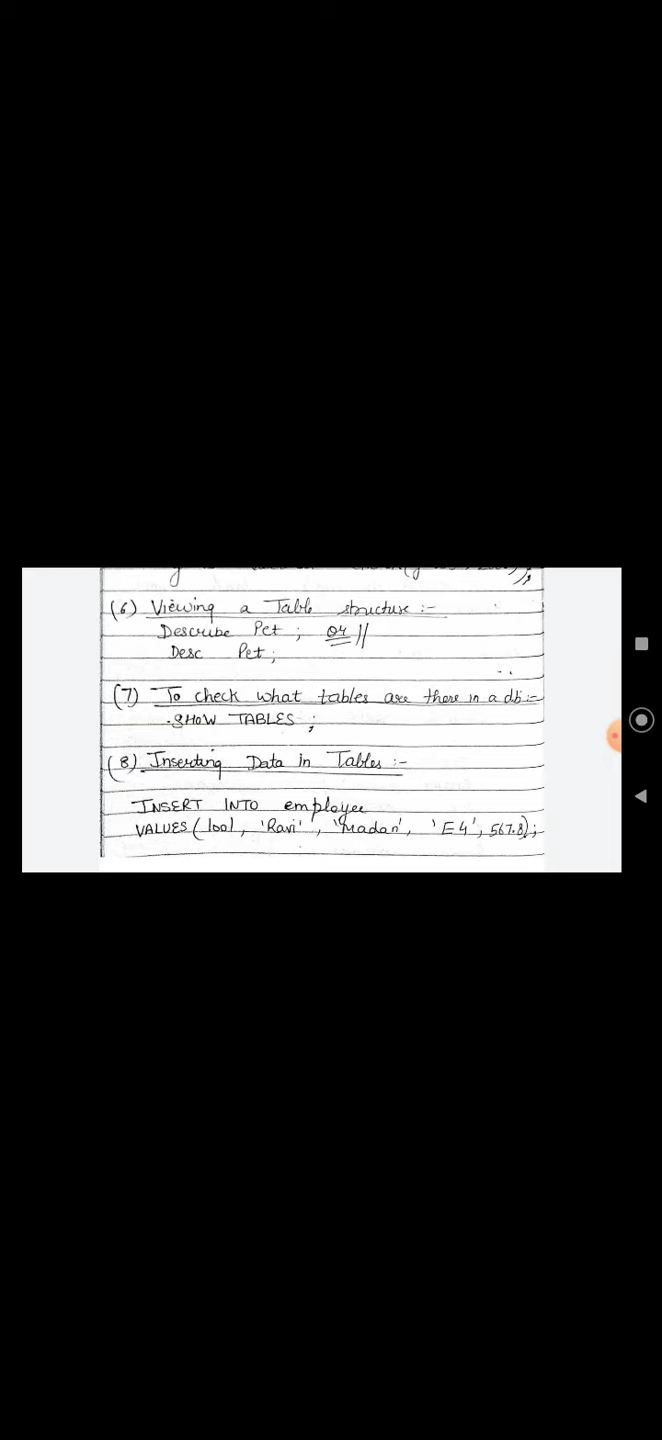 (6) Viewing a Table structure :-
Describe Pet ; or //
Desc Pet ;
(7) To check what tables are there in a db :-
SHOW TABLES ;
(8) Inserting Data in Tables :-
INSERT INTO employee
VALUES ( 1001, 'Ravi' , 'Madan', 'E4', 567.8) ;